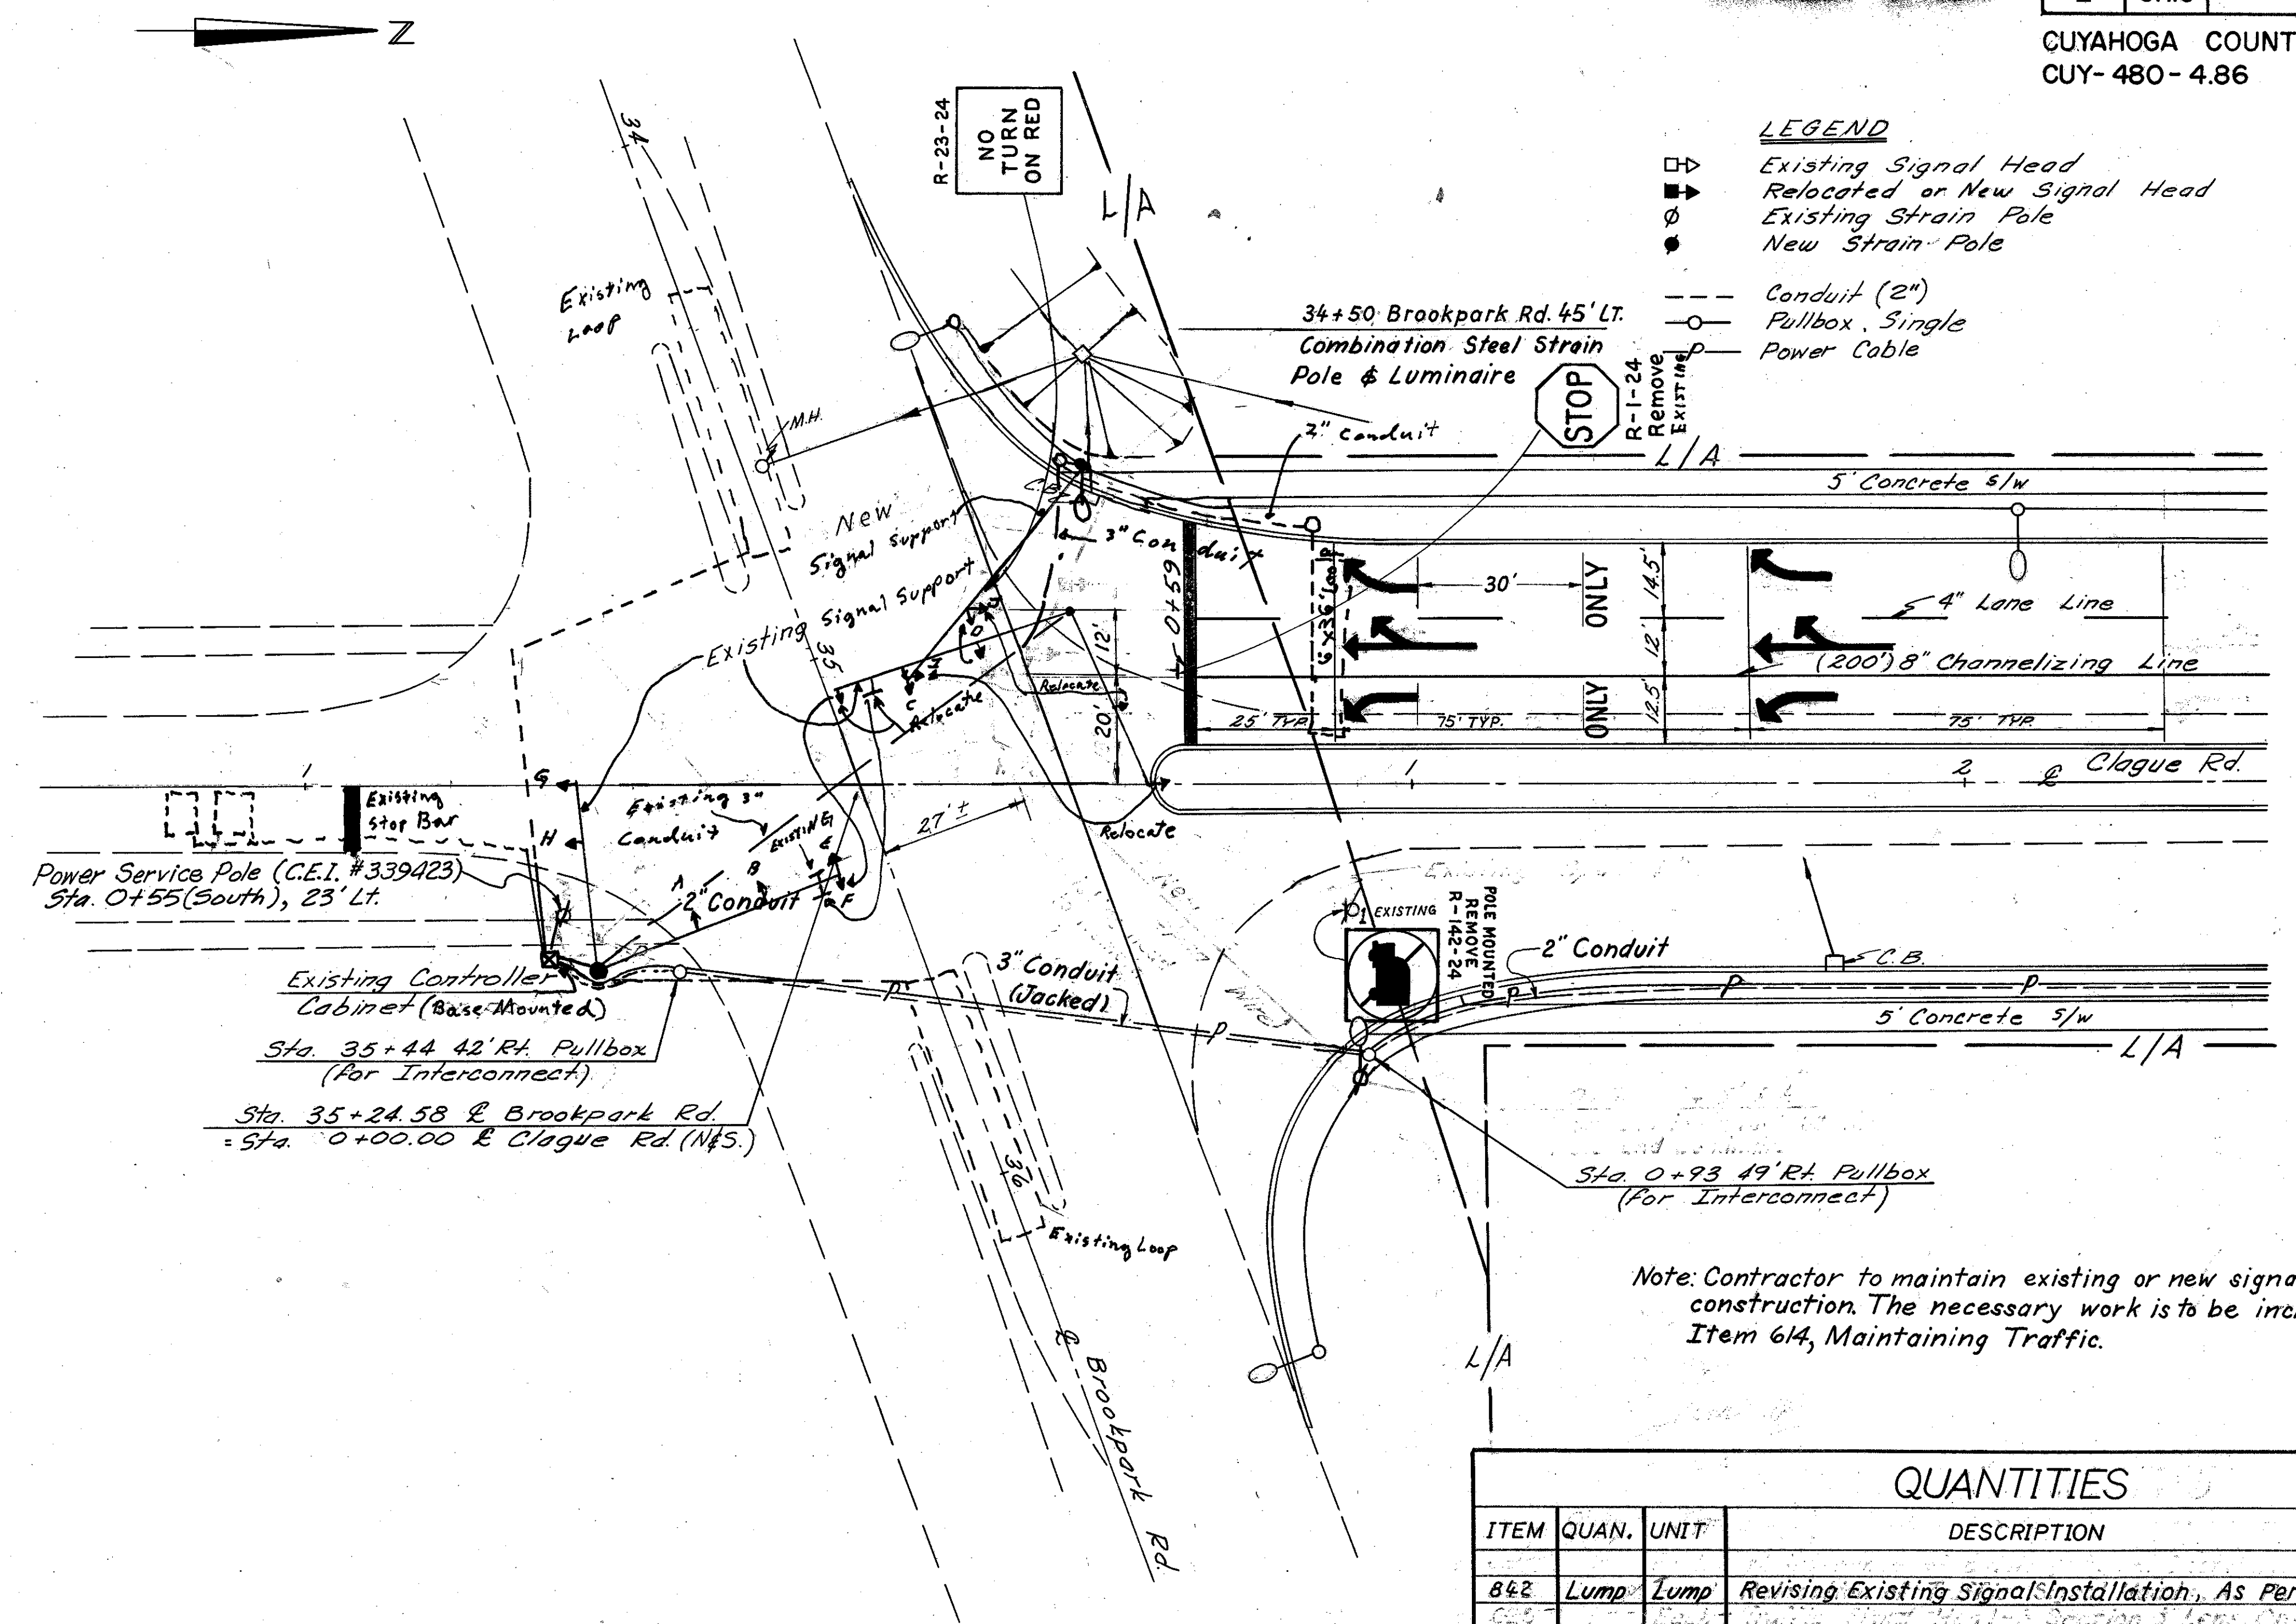 Z
CUYAHOGA COUNT
CUY-480-4.86
LEGEND
Existing Signal Head
Relocated or New Signal Head
Existing Strain Pole
New Strain Pole
Conduit (2")
Pullbox, Single
P Power Cable
R-23-24
NO
TURN
ON RED
L/A
34
Existing
Loop
M.H.
34+50 Brookpark Rd. 45' LT.
Combination Steel Strain
Pole & Luminaire
STOP
R-1-24
Remove
EXISTING
2" Conduit
L/A
5' Concrete s/w
C.B.
New
Signal Support
3" Conduit
Existing Signal Support
35
0+59
6'x36' Loop
30'
ONLY
14.5'
4" Lane Line
12'
12'
(200') 8" Channelizing Line
Relocate
D
C
Relocate
20'
25' TYP.
75' TYP.
ONLY
12.5'
75' TYP.
1
1
2
℄ Clague Rd.
G
H
Existing
Stop Bar
Existing 3"
Conduit
EXISTING
27' ±
Relocate
A
B
E
F
2" Conduit
Power Service Pole (C.E.I. #339423)
Sta. 0+55(South), 23' Lt.
Existing Controller
Cabinet (Base Mounted)
Sta. 35+44 42' Rt. Pullbox
(for Interconnect)
Sta. 35+24.58 ℄ Brookpark Rd.
= Sta. 0+00.00 ℄ Clague Rd. (N&S.)
3" Conduit
(Jacked)
P
P
EXISTING
POLE MOUNTED
REMOVE
R-142-24
2" Conduit
C.B.
P
P
P
5' Concrete s/w
L/A
36
Existing Loop
Sta. 0+93 49' Rt. Pullbox
(for Interconnect)
℄ Brookpark Rd.
L/A
Note: Contractor to maintain existing or new signa
construction. The necessary work is to be inc
Item 614, Maintaining Traffic.
QUANTITIES
ITEM QUAN. UNIT DESCRIPTION
842 Lump Lump Revising Existing Signal Installation, As Per